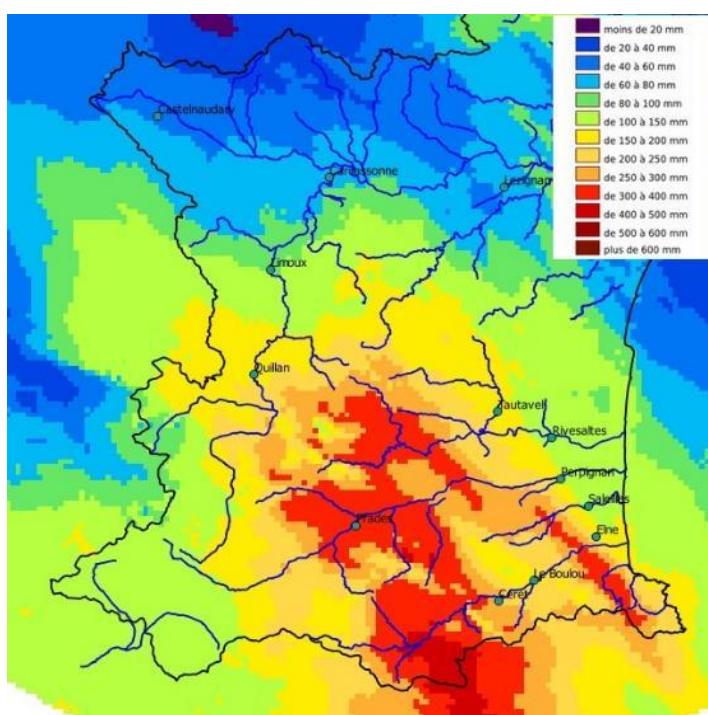 moins de 20 mm
de 20 à 40 mm
de 40 à 60 mm
de 60 à 80 mm
de 80 à 100 mm
de 100 à 150 mm
de 150 à 200 mm
de 200 à 250 mm
de 250 à 300 mm
de 300 à 400 mm
de 400 à 500 mm
de 500 à 600 mm
plus de 600 mm
Castelnaudary
Carcassonne
Lezignan
Limoux
Quillan
Tautavel
Rivesaltes
Perpignan
Saleilles
Prades
Elne
Le Boulou
Céret